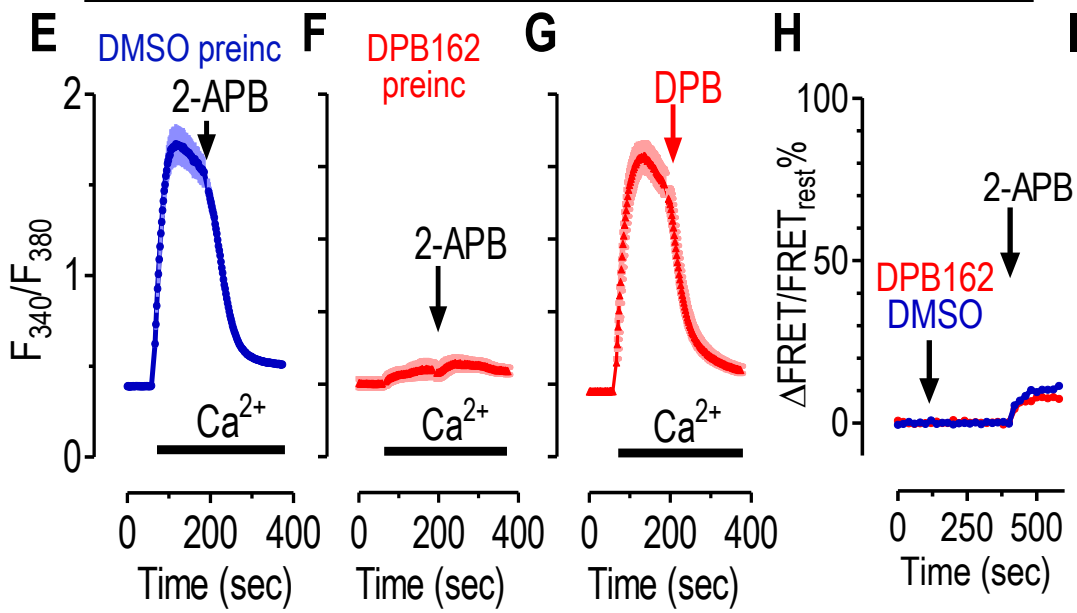 E
DMSO preinc
2-APB
F₃₄₀/F₃₈₀
2
1
0
Ca²⁺
0 200 400
Time (sec)
F
DPB162
preinc
2-APB
Ca²⁺
0 200 400
Time (sec)
G
DPB
Ca²⁺
0 200 400
Time (sec)
H
ΔFRET/FRETrest%
100
50
0
2-APB
DPB162
DMSO
0 250 500
Time (sec)
I